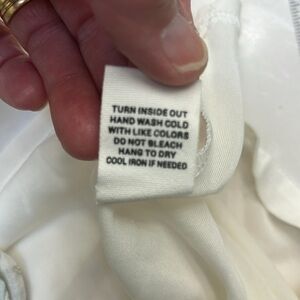 TURN INSIDE OUT
HAND WASH COLD
WITH LIKE COLORS
DO NOT BLEACH
HANG TO DRY
COOL IRON IF NEEDED